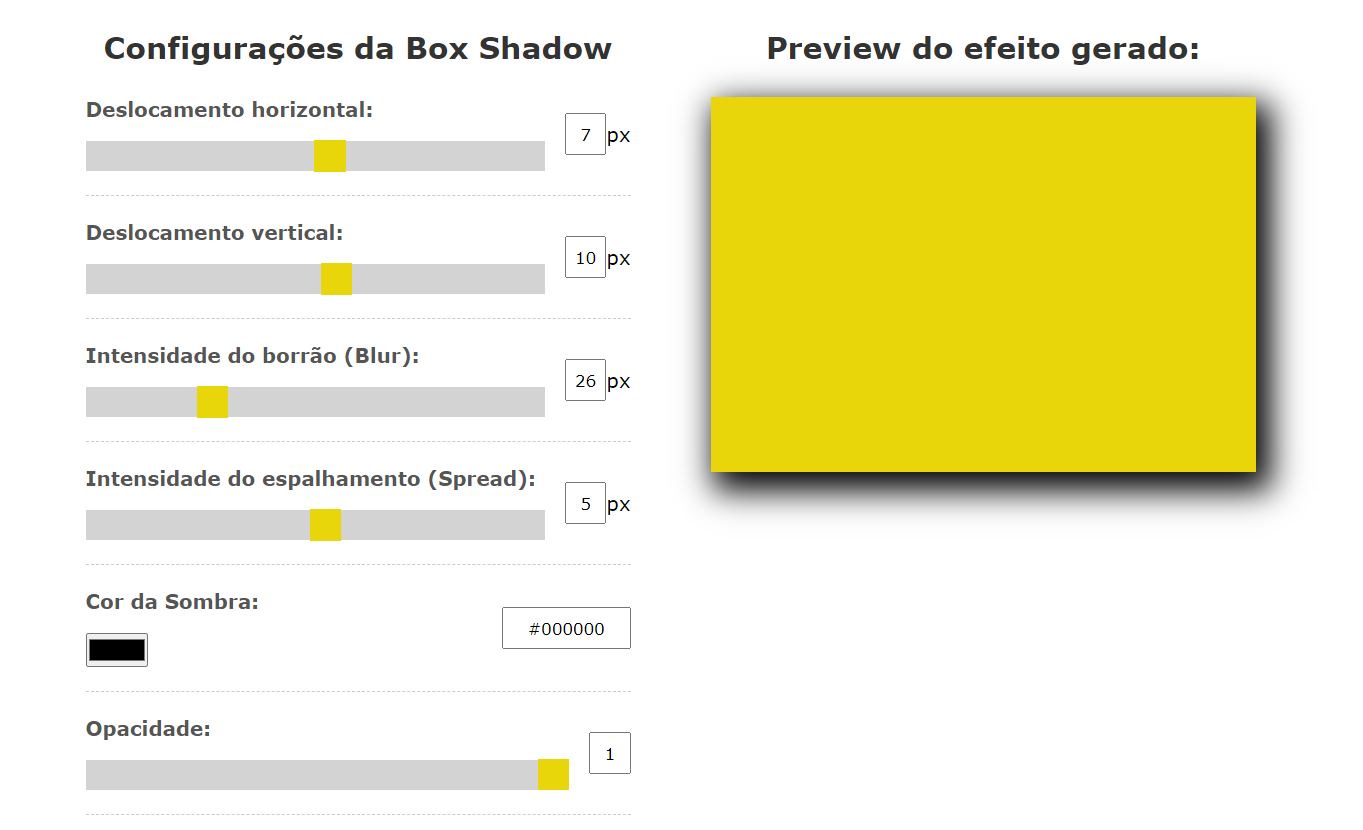 Configurações da Box Shadow
Deslocamento horizontal:
7 px
Deslocamento vertical:
10 px
Intensidade do borrão (Blur):
26 px
Intensidade do espalhamento (Spread):
5 px
Cor da Sombra:
#000000
Opacidade:
1
Preview do efeito gerado: